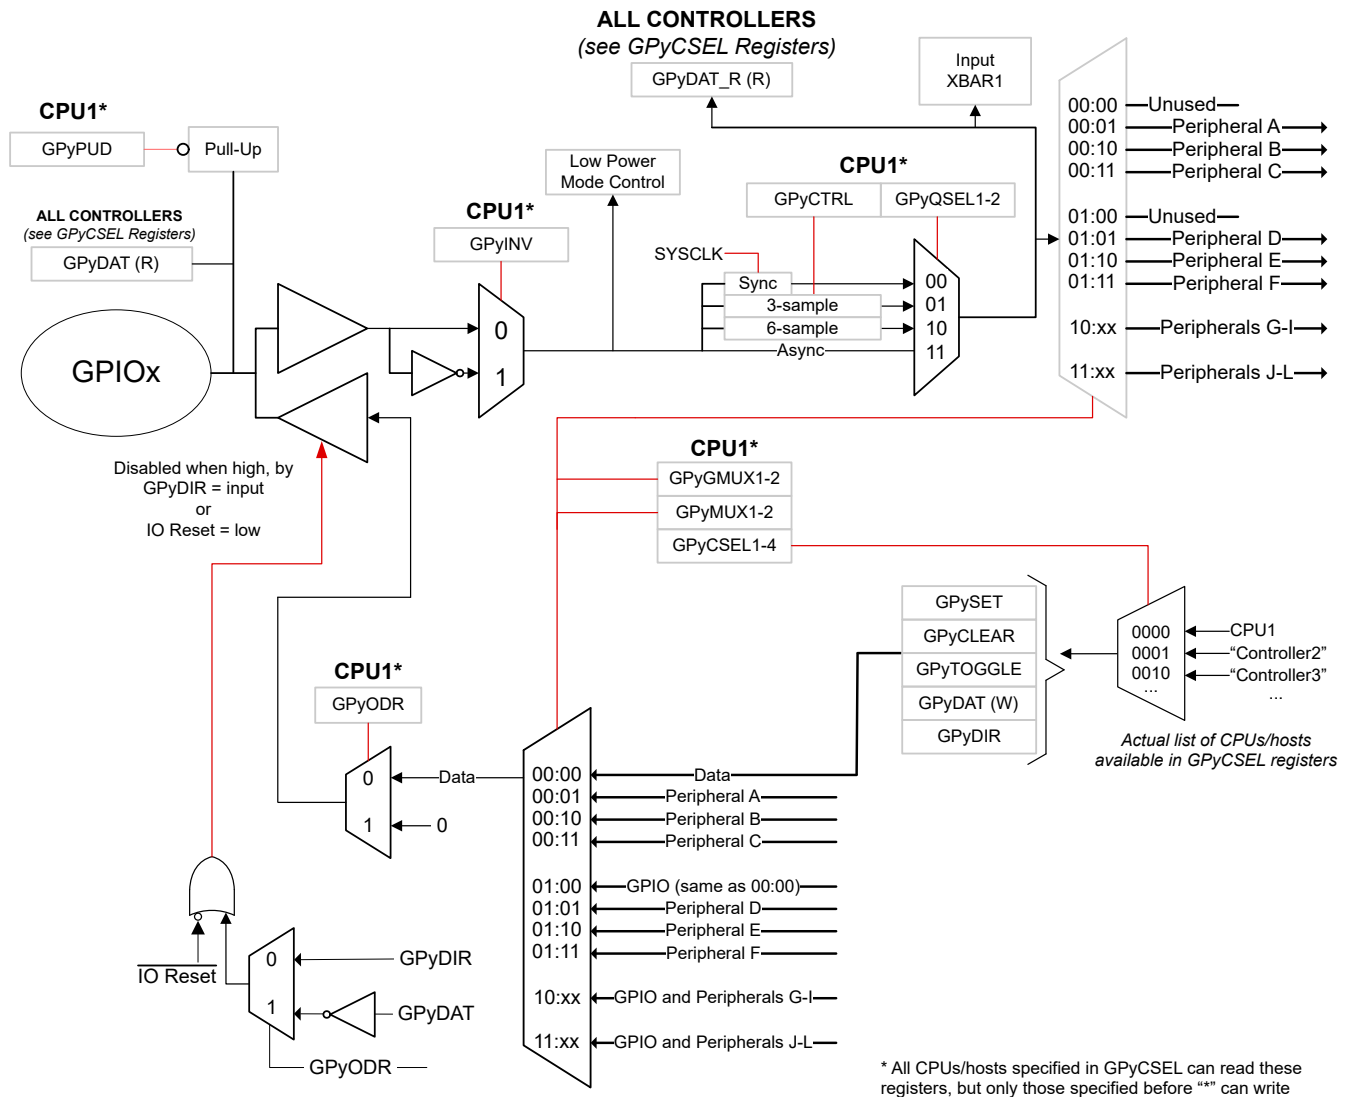 ALL CONTROLLERS
(see GPyCSEL Registers)
GPyDAT_R (R)
Input
XBAR1
CPU1*
GPyPUD
Pull-Up
ALL CONTROLLERS
(see GPyCSEL Registers)
GPyDAT (R)
GPIOx
CPU1*
GPyINV
0
1
Low Power
Mode Control
CPU1*
GPyCTRL
GPyQSEL1-2
SYSCLK
Sync
3-sample
6-sample
Async
00
01
10
11
00:00 Unused
00:01 Peripheral A
00:10 Peripheral B
00:11 Peripheral C
01:00 Unused
01:01 Peripheral D
01:10 Peripheral E
01:11 Peripheral F
10:xx Peripherals G-I
11:xx Peripherals J-L
Disabled when high, by
GPyDIR = input
or
IO Reset = low
CPU1*
GPyGMUX1-2
GPyMUX1-2
GPyCSEL1-4
GPySET
GPyCLEAR
GPyTOGGLE
GPyDAT (W)
GPyDIR
0000 CPU1
0001 “Controller2”
0010 “Controller3”
... ...
Actual list of CPUs/hosts
available in GPyCSEL registers
CPU1*
GPyODR
0 Data
1 0
00:00 Data
00:01 Peripheral A
00:10 Peripheral B
00:11 Peripheral C
01:00 GPIO (same as 00:00)
01:01 Peripheral D
01:10 Peripheral E
01:11 Peripheral F
10:xx GPIO and Peripherals G-I
11:xx GPIO and Peripherals J-L
IO Reset
0 GPyDIR
1 GPyDAT
GPyODR
* All CPUs/hosts specified in GPyCSEL can read these
registers, but only those specified before “*” can write